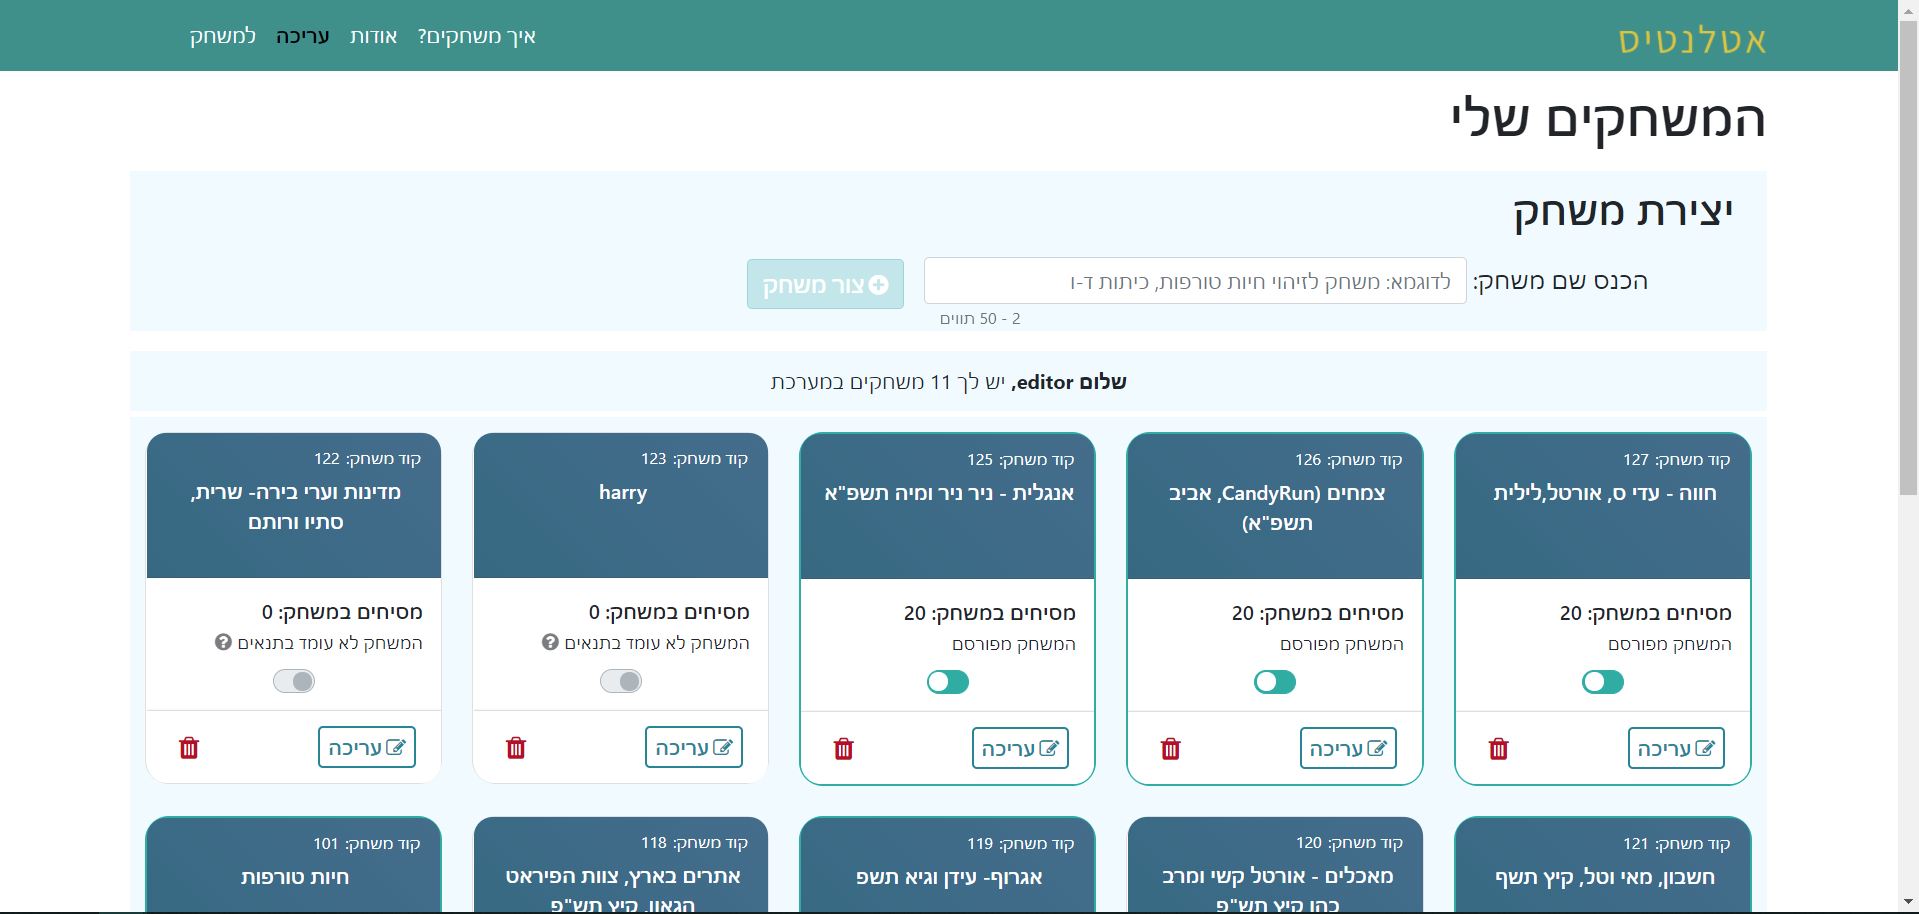 אטלנטיס
איך משחקים?
אודות
עריכה
למשחק
המשחקים שלי
יצירת משחק
הכנס שם משחק:
לדוגמא: משחק לזיהוי חיות טורפות, כיתות ד-ו
צור משחק
2 - 50 תווים
שלום editor, יש לך 11 משחקים במערכת
קוד משחק: 127
חווה - עדי ס, אורטל,לילית
מסיחים במשחק: 20
המשחק מפורסם
עריכה
קוד משחק: 126
צמחים (CandyRun, אביב
תשפ"א)
מסיחים במשחק: 20
המשחק מפורסם
עריכה
קוד משחק: 125
אנגלית - ניר ניר ומיה תשפ"א
מסיחים במשחק: 20
המשחק מפורסם
עריכה
קוד משחק: 123
harry
מסיחים במשחק: 0
המשחק לא עומד בתנאים
עריכה
קוד משחק: 122
מדינות וערי בירה- שרית,
סתיו ורותם
מסיחים במשחק: 0
המשחק לא עומד בתנאים
עריכה
קוד משחק: 121
חשבון, מאי וטל, קיץ תשף
קוד משחק: 120
מאכלים - אורטל קשי ומרב
כהן קיץ תש"פ
קוד משחק: 119
אגרוף- עידן וגיא תשפ
קוד משחק: 118
אתרים בארץ, צוות הפיראט
הגאון, קיץ תש"פ
קוד משחק: 101
חיות טורפות